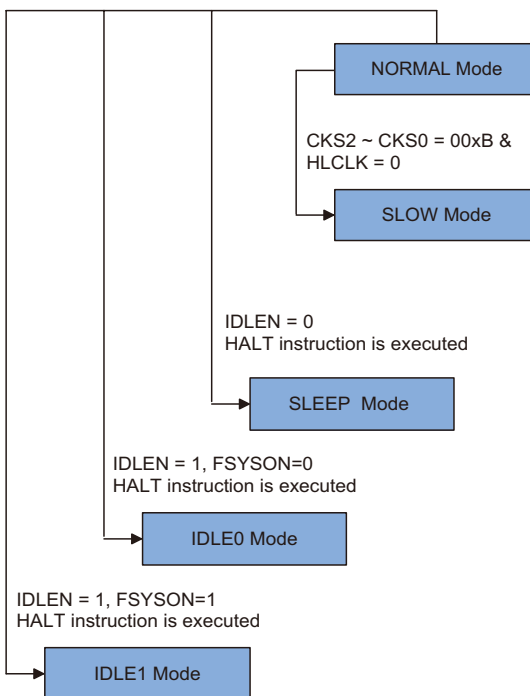 NORMAL Mode
CKS2 ~ CKS0 = 00xB &
HLCLK = 0
SLOW Mode
IDLEN = 0
HALT instruction is executed
SLEEP Mode
IDLEN = 1, FSYSON=0
HALT instruction is executed
IDLE0 Mode
IDLEN = 1, FSYSON=1
HALT instruction is executed
IDLE1 Mode